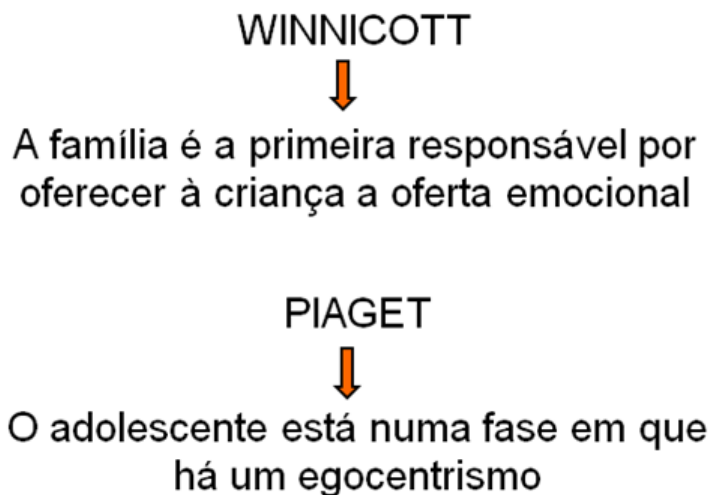 WINNICOTT
A família é a primeira responsável por
oferecer à criança a oferta emocional
PIAGET
O adolescente está numa fase em que
há um egocentrismo